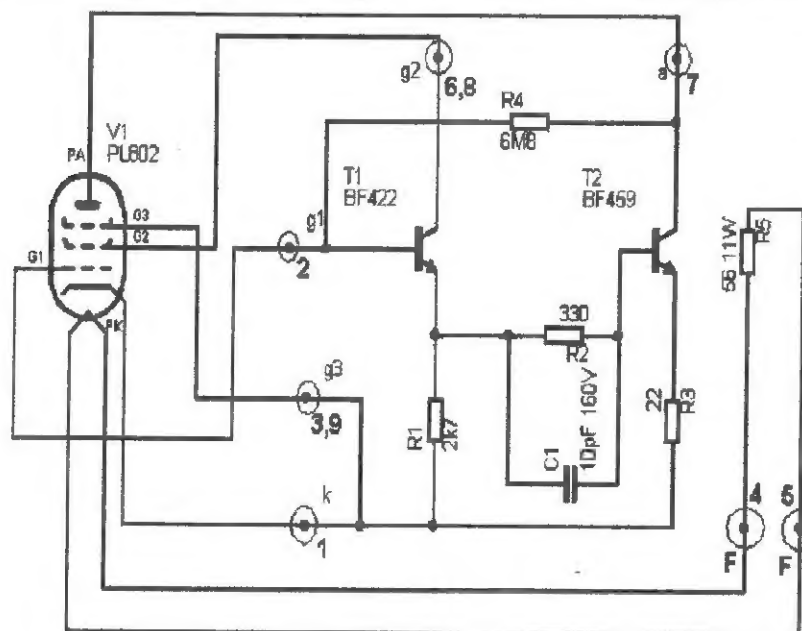 g2
6,8
a
7
V1
PL802
PA
R4
6M8
T1
BF422
T2
BF459
G3
G2
G1
g1
2
PK
g3
3,9
R1
2k7
330
R2
C1
10pF 160V
22
R3
56 11W
R5
k
1
4
F
5
F